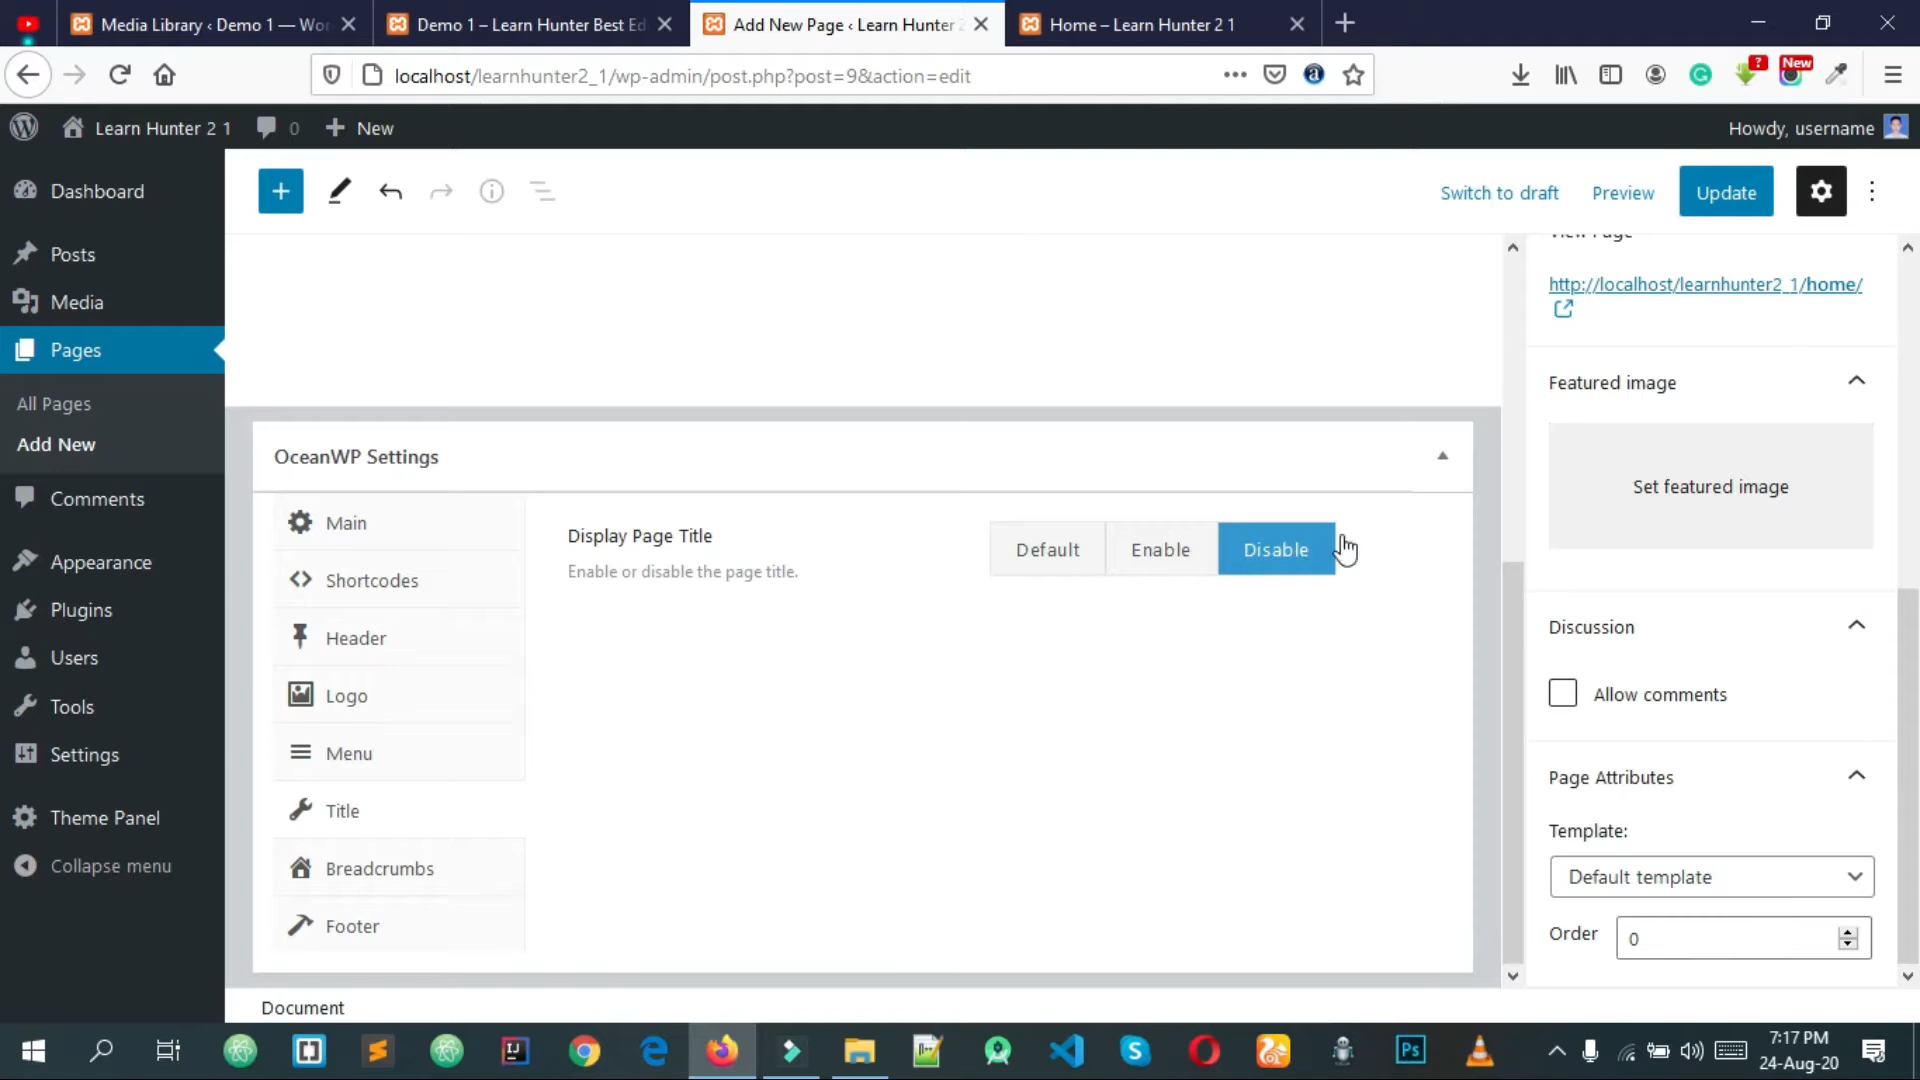 Media Library ‹ Demo 1 — Wor
Demo 1 – Learn Hunter Best Ed
Add New Page ‹ Learn Hunter 2
Home – Learn Hunter 2 1
localhost/learnhunter2_1/wp-admin/post.php?post=9&action=edit
?
New
Learn Hunter 2 1
0
New
Howdy, username
Dashboard
Posts
Media
Pages
All Pages
Add New
Comments
Appearance
Plugins
Users
Tools
Settings
Theme Panel
Collapse menu
Switch to draft
Preview
Update
OceanWP Settings
Main
Shortcodes
Header
Logo
Menu
Title
Breadcrumbs
Footer
Display Page Title
Enable or disable the page title.
Default
Enable
Disable
Document
View Page
http://localhost/learnhunter2_1/home/
Featured image
Set featured image
Discussion
Allow comments
Page Attributes
Template:
Default template
Order
0
7:17 PM
24-Aug-20